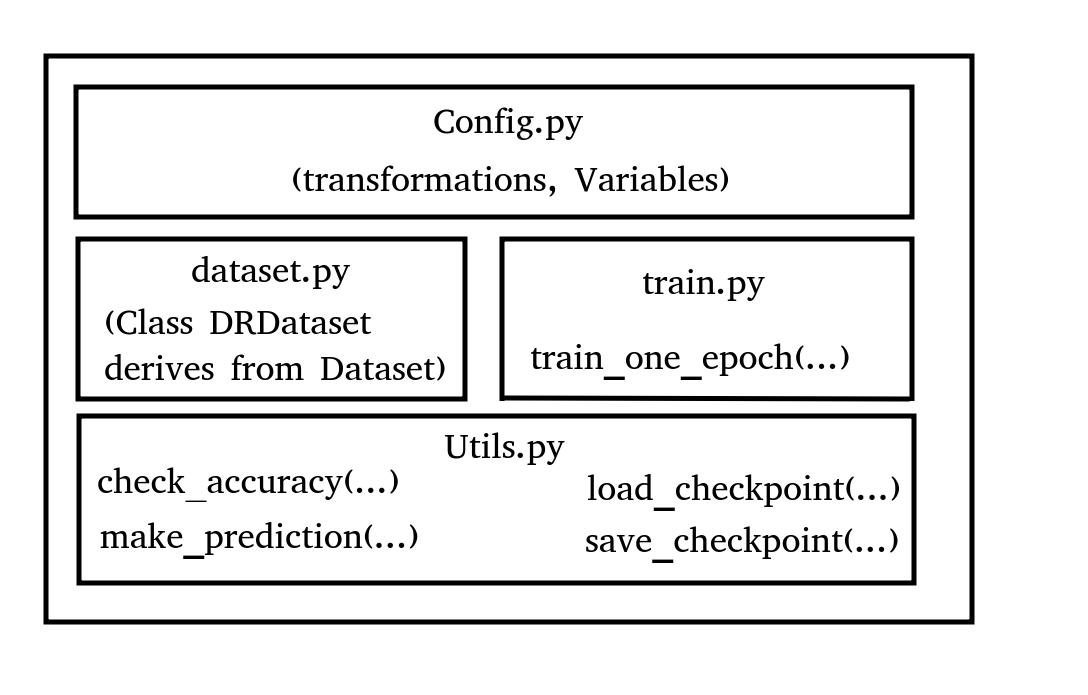 Config.py
(transformations, Variables)
dataset.py
(Class DRDataset
derives from Dataset)
train.py
train_one_epoch(...)
Utils.py
check_accuracy(...)
make_prediction(...)
load_checkpoint(...)
save_checkpoint(...)